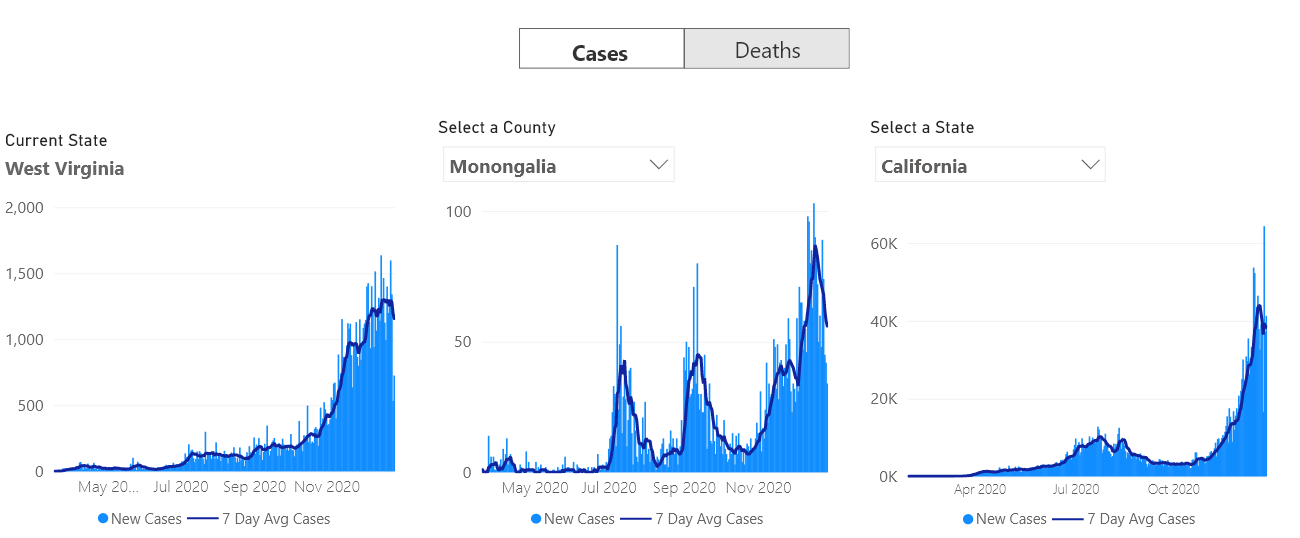 Cases Deaths
Current State
West Virginia
2,000
1,500
1,000
500
0
May 20... Jul 2020 Sep 2020 Nov 2020
New Cases 7 Day Avg Cases
Select a County
Monongalia
100
50
0
May 2020 Jul 2020 Sep 2020 Nov 2020
New Cases 7 Day Avg Cases
Select a State
California
60K
40K
20K
0K
Apr 2020 Jul 2020 Oct 2020
New Cases 7 Day Avg Cases